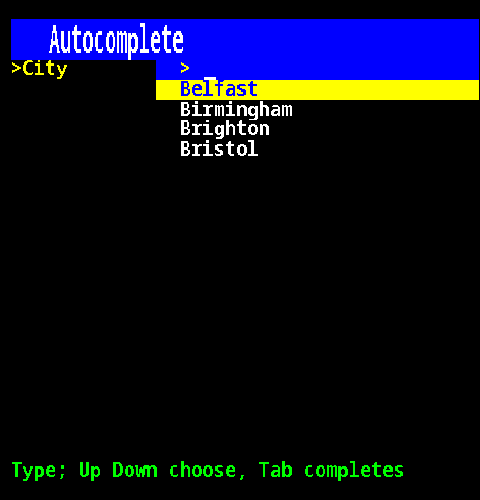 Autocomplete
>City >
Belfast
Birmingham
Brighton
Bristol
Type; Up Down choose, Tab completes